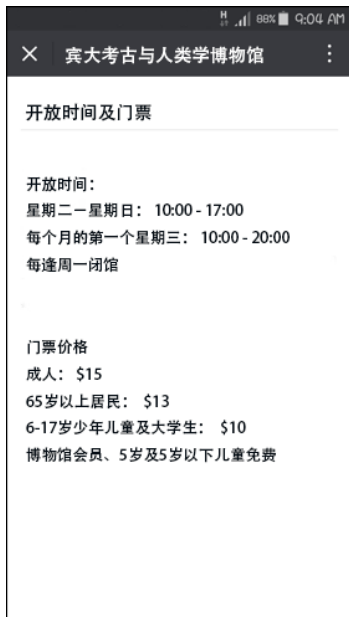 H 88% 9:04 AM
宾大考古与人类学博物馆
开放时间及门票
开放时间：
星期二－星期日： 10:00 - 17:00
每个月的第一个星期三： 10:00 - 20:00
每逢周一闭馆
门票价格
成人： $15
65岁以上居民： $13
6-17岁少年儿童及大学生： $10
博物馆会员、5岁及5岁以下儿童免费